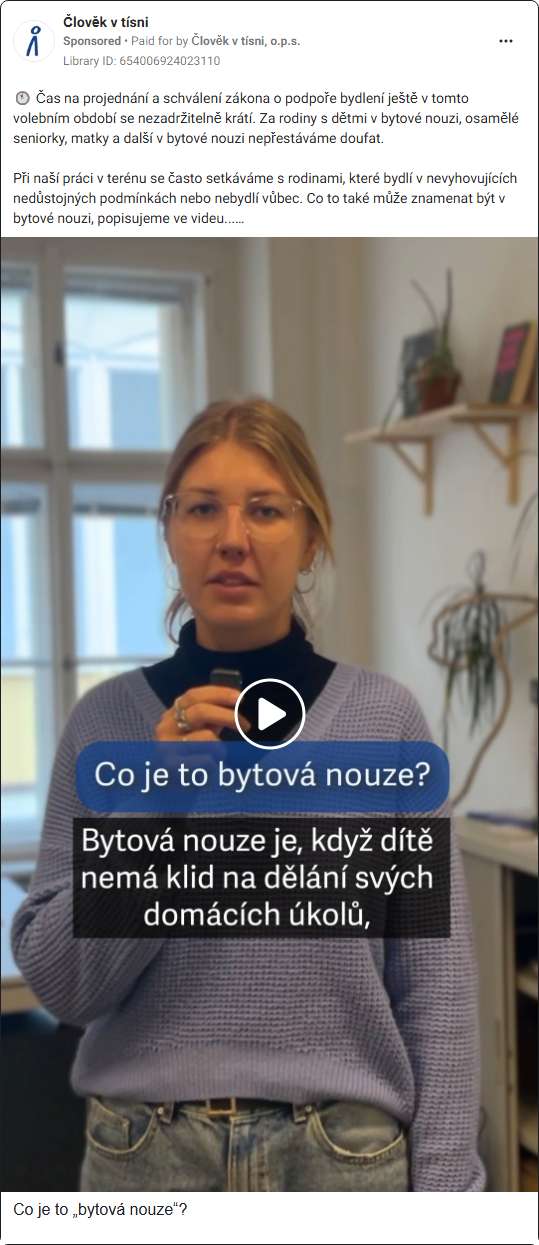 Člověk v tísni
Sponsored • Paid for by Člověk v tísni, o.p.s.
Library ID: 654006924023110
🕐 Čas na projednání a schválení zákona o podpoře bydlení ještě v tomto
volebním období se nezadržitelně krátí. Za rodiny s dětmi v bytové nouzi, osamělé
seniorky, matky a další v bytové nouzi nepřestáváme doufat.
Při naší práci v terénu se často setkáváme s rodinami, které bydlí v nevyhovujících
nedůstojných podmínkách nebo nebydlí vůbec. Co to také může znamenat být v
bytové nouzi, popisujeme ve videu......
Co je to bytová nouze?
Bytová nouze je, když dítě
nemá klid na dělání svých
domácích úkolů,
Co je to „bytová nouze“?